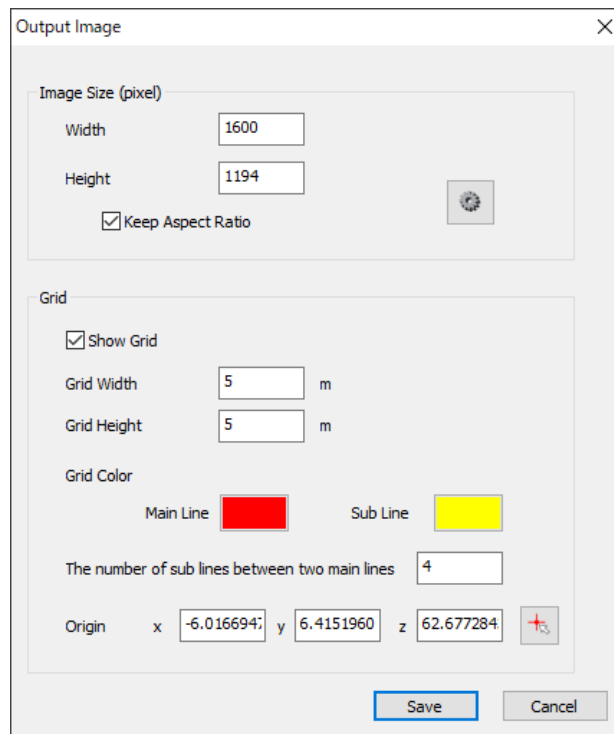 Output Image
Image Size (pixel)
Width 1600
Height 1194
Keep Aspect Ratio
Grid
Show Grid
Grid Width 5 m
Grid Height 5 m
Grid Color
Main Line Sub Line
The number of sub lines between two main lines 4
Origin x -6.0166947 y 6.4151960 z 62.677284
Save Cancel